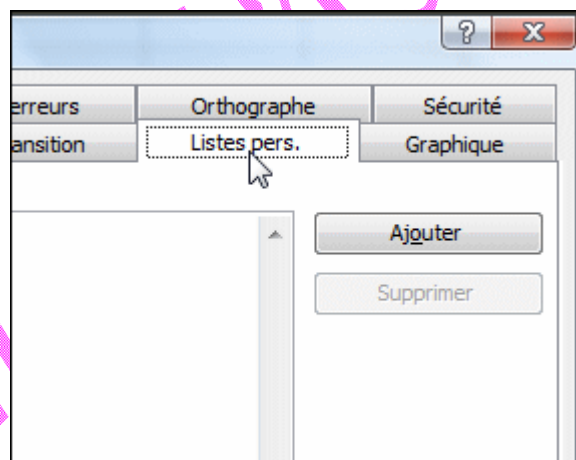 erreurs Orthographe Sécurité
ansition Listes pers. Graphique
Ajouter
Supprimer